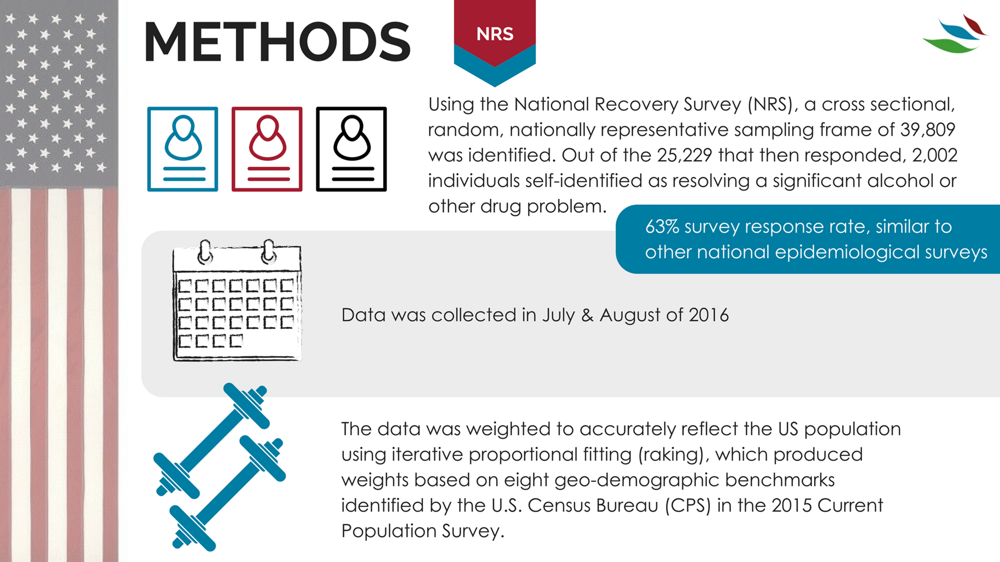 METHODS
NRS
Using the National Recovery Survey (NRS), a cross sectional,
random, nationally representative sampling frame of 39,809
was identified. Out of the 25,229 that then responded, 2,002
individuals self-identified as resolving a significant alcohol or
other drug problem.
63% survey response rate, similar to
other national epidemiological surveys
Data was collected in July & August of 2016
The data was weighted to accurately reflect the US population
using iterative proportional fitting (raking), which produced
weights based on eight geo-demographic benchmarks
identified by the U.S. Census Bureau (CPS) in the 2015 Current
Population Survey.